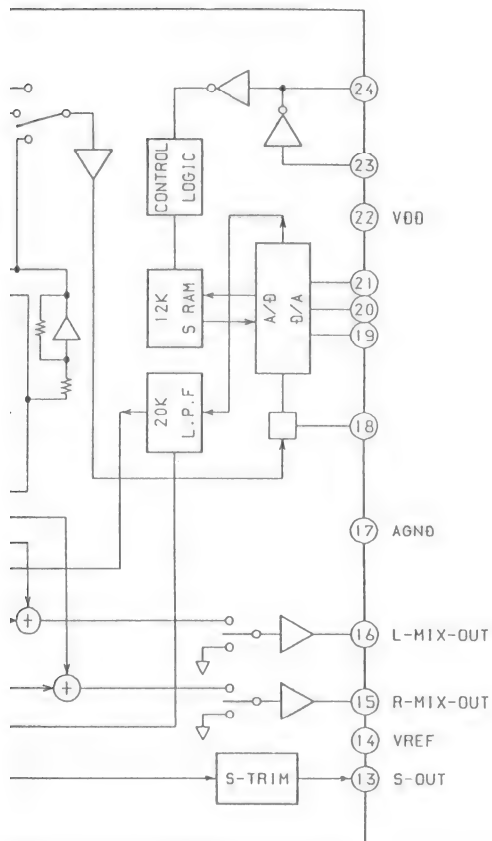 24
CONTROL
LOGIC
23
22 VDD
21
12K
S RAM
A/D
D/A
20
19
20K
L.P.F
18
17 AGND
+
16 L-MIX-OUT
+
15 R-MIX-OUT
14 VREF
S-TRIM
13 S-OUT